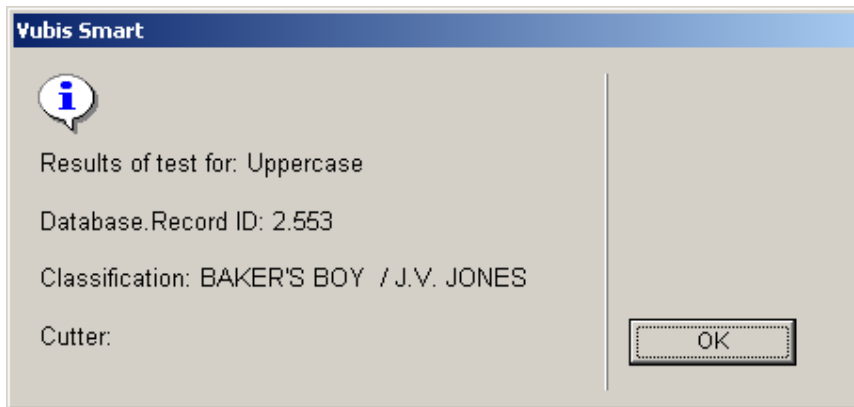 Vubis Smart
Results of test for: Uppercase
Database.Record ID: 2.553
Classification: BAKER'S BOY  / J.V. JONES
Cutter:
OK